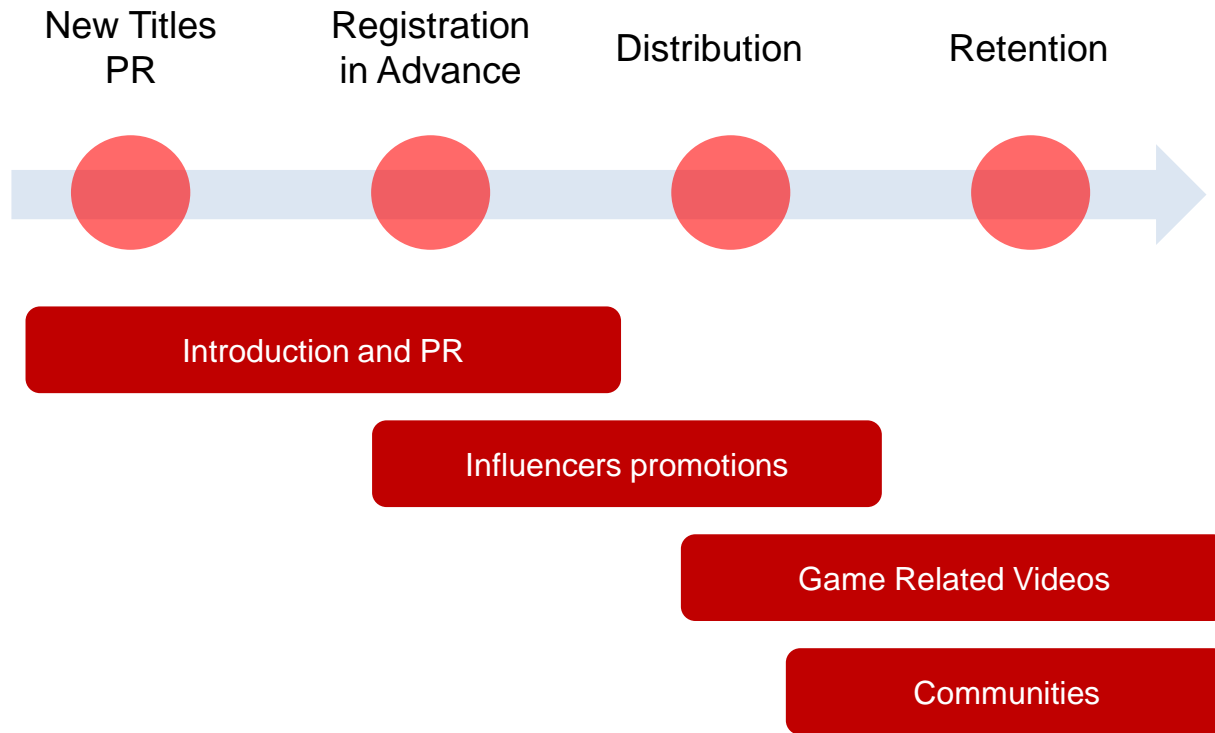 New Titles
PR
Registration
in Advance
Distribution
Retention
Introduction and PR
Influencers promotions
Game Related Videos
Communities